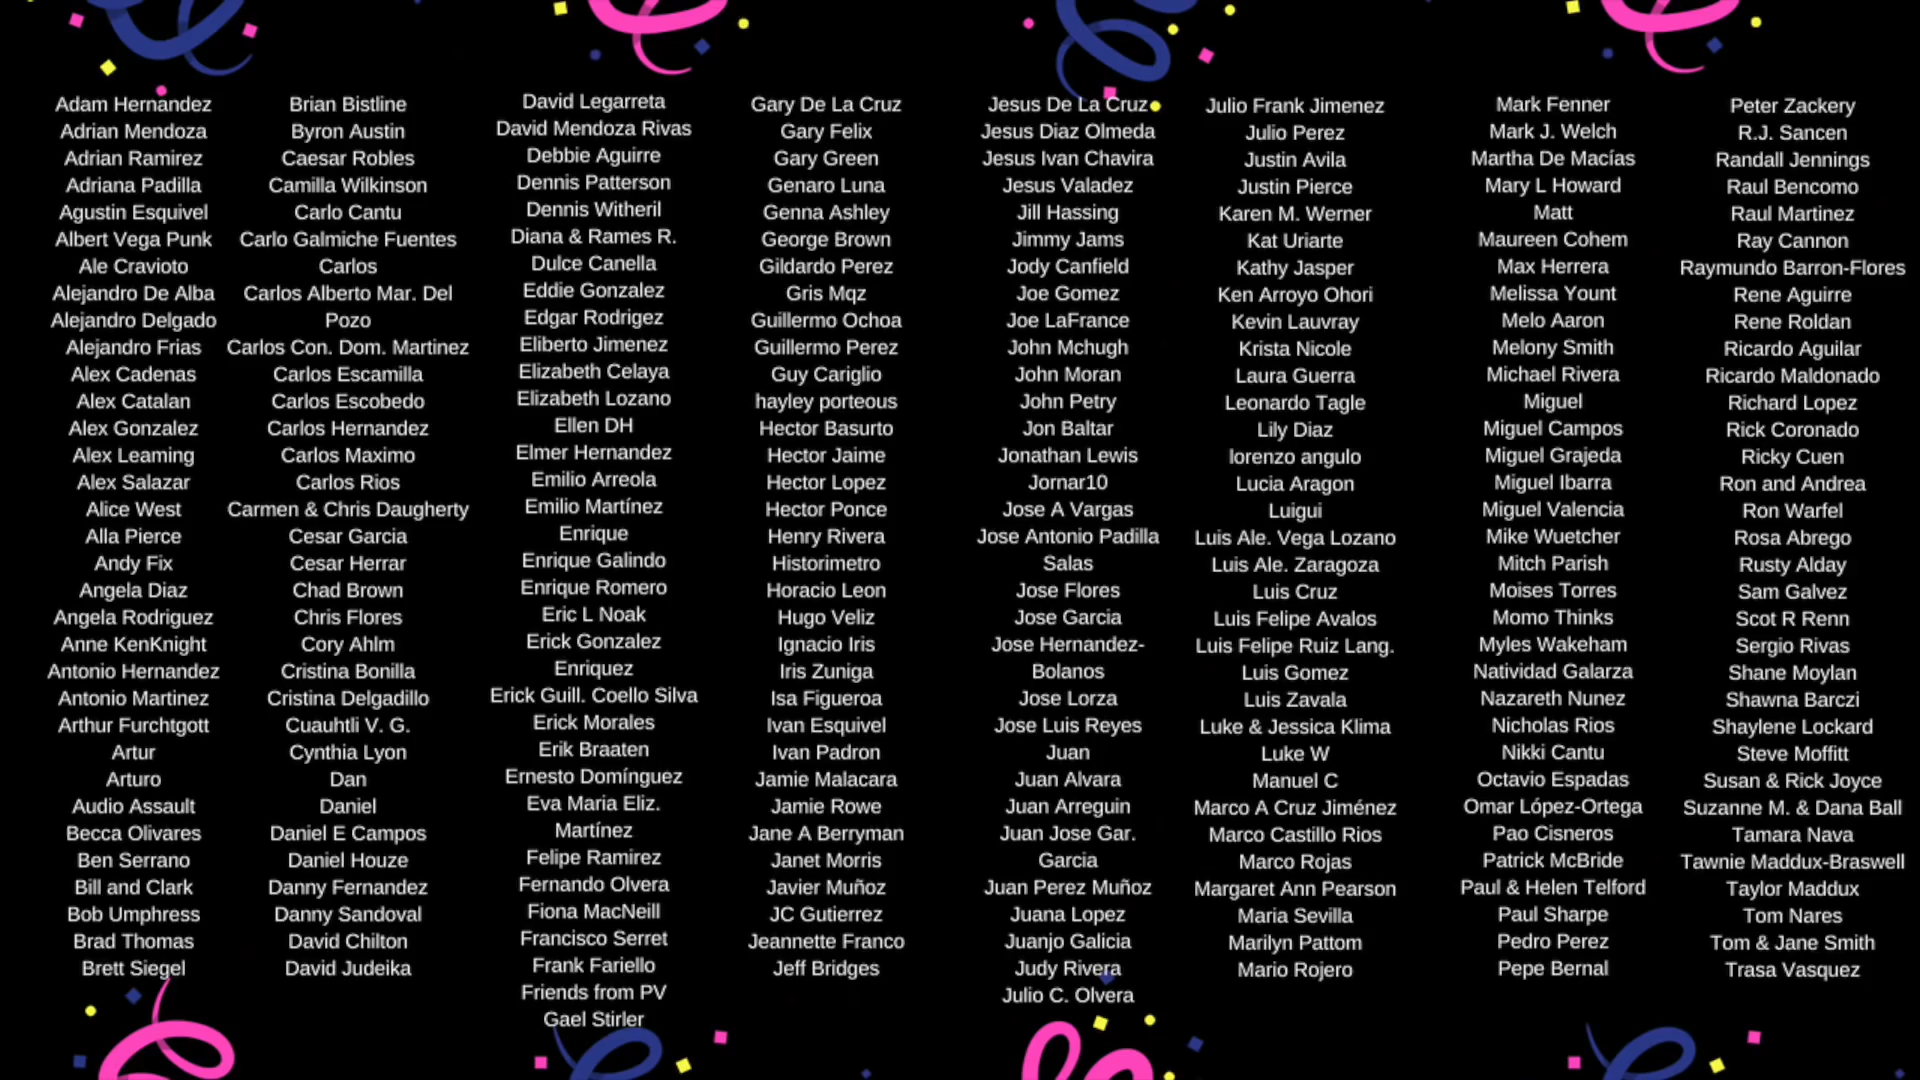 Adam Hernandez
Adrian Mendoza
Adrian Ramirez
Adriana Padilla
Agustin Esquivel
Albert Vega Punk
Ale Cravioto
Alejandro De Alba
Alejandro Delgado
Alejandro Frias
Alex Cadenas
Alex Catalan
Alex Gonzalez
Alex Leaming
Alex Salazar
Alice West
Alla Pierce
Andy Fix
Angela Diaz
Angela Rodriguez
Anne KenKnight
Antonio Hernandez
Antonio Martinez
Arthur Furchtgott
Artur
Arturo
Audio Assault
Becca Olivares
Ben Serrano
Bill and Clark
Bob Umphress
Brad Thomas
Brett Siegel
Brian Bistline
Byron Austin
Caesar Robles
Camilla Wilkinson
Carlo Cantu
Carlo Galmiche Fuentes
Carlos
Carlos Alberto Mar. Del
Pozo
Carlos Con. Dom. Martinez
Carlos Escamilla
Carlos Escobedo
Carlos Hernandez
Carlos Maximo
Carlos Rios
Carmen & Chris Daugherty
Cesar Garcia
Cesar Herrar
Chad Brown
Chris Flores
Cory Ahlm
Cristina Bonilla
Cristina Delgadillo
Cuauhtli V. G.
Cynthia Lyon
Dan
Daniel
Daniel E Campos
Daniel Houze
Danny Fernandez
Danny Sandoval
David Chilton
David Judeika
David Legarreta
David Mendoza Rivas
Debbie Aguirre
Dennis Patterson
Dennis Witheril
Diana & Rames R.
Dulce Canella
Eddie Gonzalez
Edgar Rodrigez
Eliberto Jimenez
Elizabeth Celaya
Elizabeth Lozano
Ellen DH
Elmer Hernandez
Emilio Arreola
Emilio Martínez
Enrique
Enrique Galindo
Enrique Romero
Eric L Noak
Erick Gonzalez
Enriquez
Erick Guill. Coello Silva
Erick Morales
Erik Braaten
Ernesto Domínguez
Eva Maria Eliz.
Martínez
Felipe Ramirez
Fernando Olvera
Fiona MacNeill
Francisco Serret
Frank Fariello
Friends from PV
Gael Stirler
Gary De La Cruz
Gary Felix
Gary Green
Genaro Luna
Genna Ashley
George Brown
Gildardo Perez
Gris Mqz
Guillermo Ochoa
Guillermo Perez
Guy Cariglio
hayley porteous
Hector Basurto
Hector Jaime
Hector Lopez
Hector Ponce
Henry Rivera
Historimetro
Horacio Leon
Hugo Veliz
Ignacio Iris
Iris Zuniga
Isa Figueroa
Ivan Esquivel
Ivan Padron
Jamie Malacara
Jamie Rowe
Jane A Berryman
Janet Morris
Javier Muñoz
JC Gutierrez
Jeannette Franco
Jeff Bridges
Jesus De La Cruz
Jesus Diaz Olmeda
Jesus Ivan Chavira
Jesus Valadez
Jill Hassing
Jimmy Jams
Jody Canfield
Joe Gomez
Joe LaFrance
John Mchugh
John Moran
John Petry
Jon Baltar
Jonathan Lewis
Jornar10
Jose A Vargas
Jose Antonio Padilla
Salas
Jose Flores
Jose Garcia
Jose Hernandez-
Bolanos
Jose Lorza
Jose Luis Reyes
Juan
Juan Alvara
Juan Arreguin
Juan Jose Gar.
Garcia
Juan Perez Muñoz
Juana Lopez
Juanjo Galicia
Judy Rivera
Julio C. Olvera
Julio Frank Jimenez
Julio Perez
Justin Avila
Justin Pierce
Karen M. Werner
Kat Uriarte
Kathy Jasper
Ken Arroyo Ohori
Kevin Lauvray
Krista Nicole
Laura Guerra
Leonardo Tagle
Lily Diaz
lorenzo angulo
Lucia Aragon
Luigui
Luis Ale. Vega Lozano
Luis Ale. Zaragoza
Luis Cruz
Luis Felipe Avalos
Luis Felipe Ruiz Lang.
Luis Gomez
Luis Zavala
Luke & Jessica Klima
Luke W
Manuel C
Marco A Cruz Jiménez
Marco Castillo Rios
Marco Rojas
Margaret Ann Pearson
Maria Sevilla
Marilyn Pattom
Mario Rojero
Mark Fenner
Mark J. Welch
Martha De Macías
Mary L Howard
Matt
Maureen Cohem
Max Herrera
Melissa Yount
Melo Aaron
Melony Smith
Michael Rivera
Miguel
Miguel Campos
Miguel Grajeda
Miguel Ibarra
Miguel Valencia
Mike Wuetcher
Mitch Parish
Moises Torres
Momo Thinks
Myles Wakeham
Natividad Galarza
Nazareth Nunez
Nicholas Rios
Nikki Cantu
Octavio Espadas
Omar López-Ortega
Pao Cisneros
Patrick McBride
Paul & Helen Telford
Paul Sharpe
Pedro Perez
Pepe Bernal
Peter Zackery
R.J. Sancen
Randall Jennings
Raul Bencomo
Raul Martinez
Ray Cannon
Raymundo Barron-Flores
Rene Aguirre
Rene Roldan
Ricardo Aguilar
Ricardo Maldonado
Richard Lopez
Rick Coronado
Ricky Cuen
Ron and Andrea
Ron Warfel
Rosa Abrego
Rusty Alday
Sam Galvez
Scot R Renn
Sergio Rivas
Shane Moylan
Shawna Barczi
Shaylene Lockard
Steve Moffitt
Susan & Rick Joyce
Suzanne M. & Dana Ball
Tamara Nava
Tawnie Maddux-Braswell
Taylor Maddux
Tom Nares
Tom & Jane Smith
Trasa Vasquez